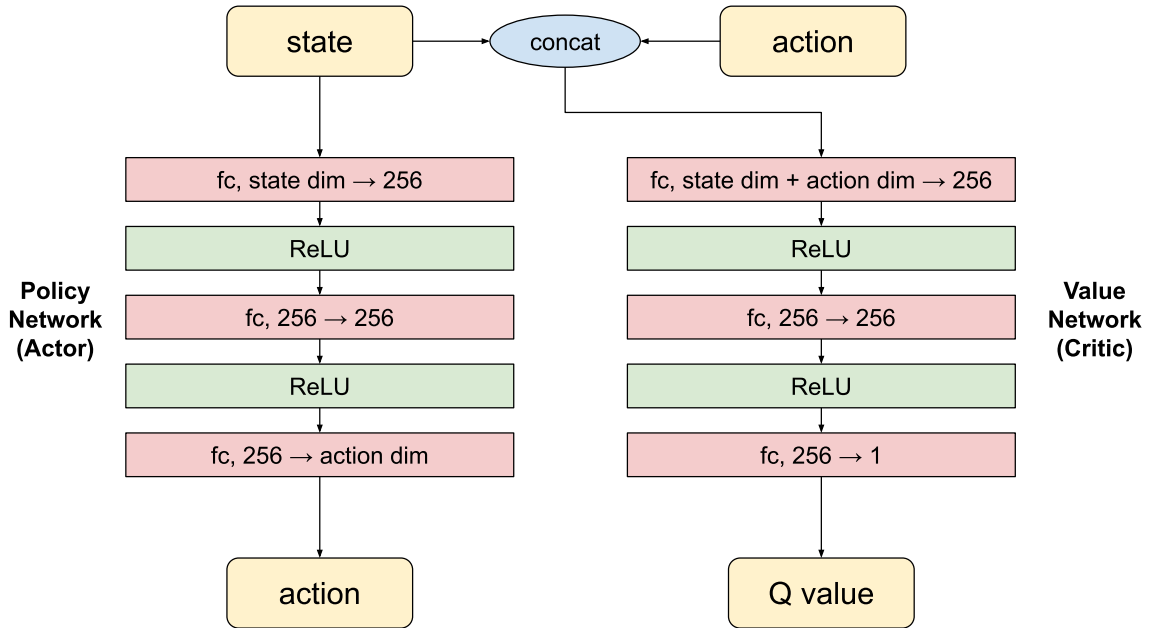 state
concat
action
fc, state dim → 256
ReLU
fc, 256 → 256
ReLU
fc, 256 → action dim
action
Policy
Network
(Actor)
fc, state dim + action dim → 256
ReLU
fc, 256 → 256
ReLU
fc, 256 → 1
Q value
Value
Network
(Critic)